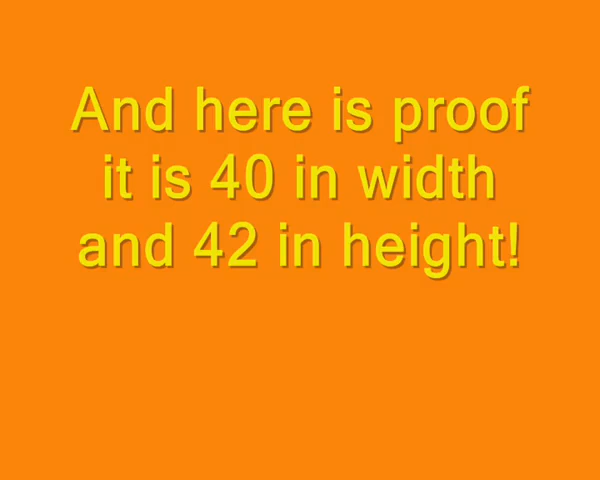 And here is proof
it is 40 in width
and 42 in height!